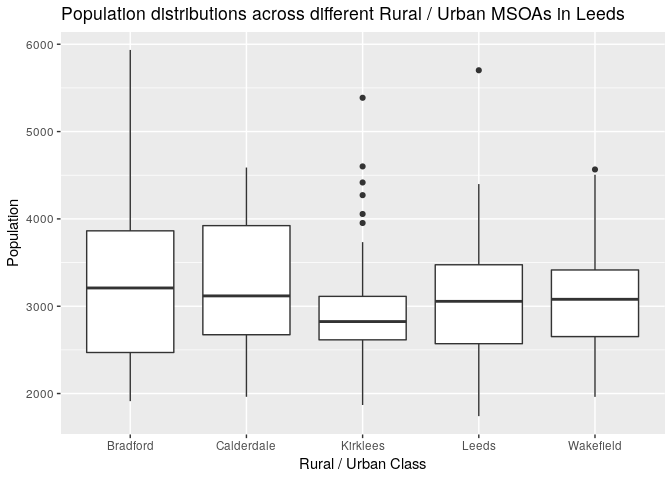 Population distributions across different Rural / Urban MSOAs in Leeds
6000
5000
4000
3000
2000
Population
Bradford Calderdale Kirklees Leeds Wakefield
Rural / Urban Class